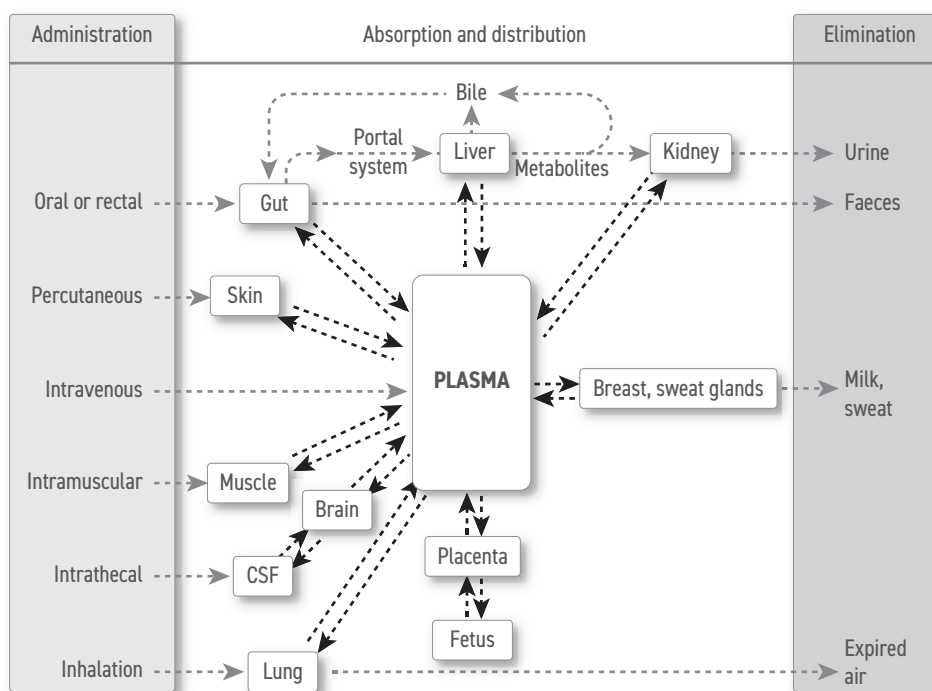 Administration
Absorption and distribution
Elimination
Bile
Portal
system
Liver
Metabolites
Kidney
Urine
Oral or rectal
Gut
Faeces
Percutaneous
Skin
Intravenous
PLASMA
Breast, sweat glands
Milk,
sweat
Intramuscular
Muscle
Brain
Placenta
Intrathecal
CSF
Fetus
Inhalation
Lung
Expired
air